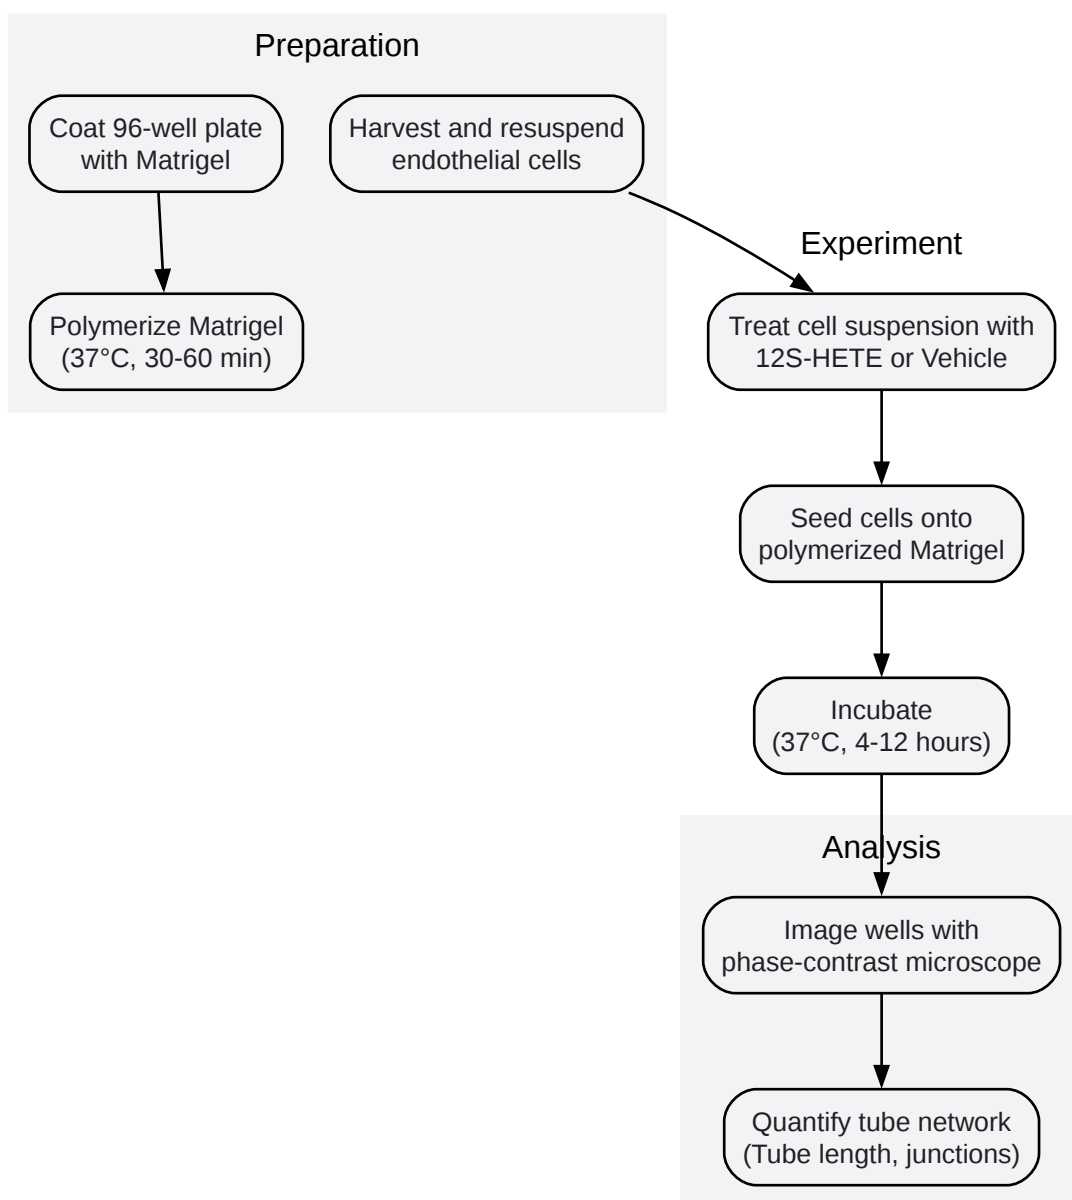 Preparation
Coat 96-well plate
with Matrigel
Harvest and resuspend
endothelial cells
Polymerize Matrigel
(37°C, 30-60 min)
Experiment
Treat cell suspension with
12S-HETE or Vehicle
Seed cells onto
polymerized Matrigel
Incubate
(37°C, 4-12 hours)
Analysis
Image wells with
phase-contrast microscope
Quantify tube network
(Tube length, junctions)